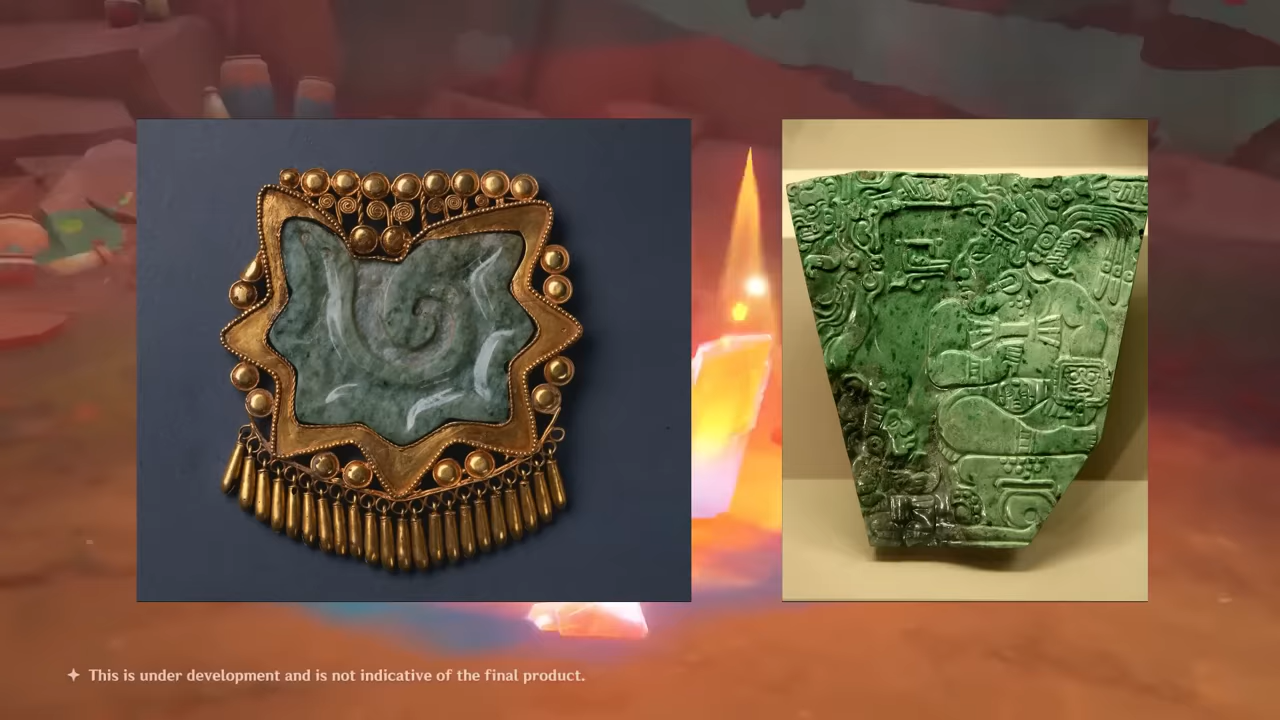 This is under development and is not indicative of the final product.